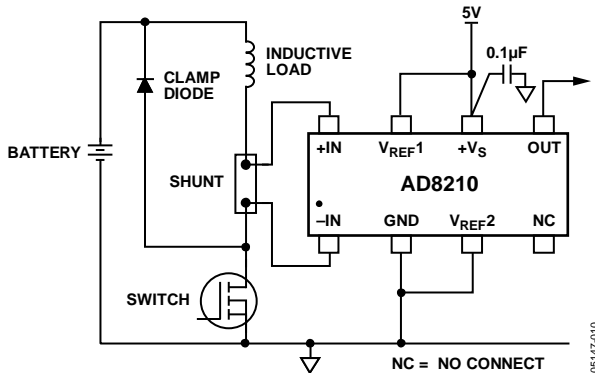 5V
0.1μF
INDUCTIVE
LOAD
CLAMP
DIODE
BATTERY
+IN
VREF1
+VS
OUT
SHUNT
AD8210
–IN
GND
VREF2
NC
SWITCH
NC = NO CONNECT
05147-019